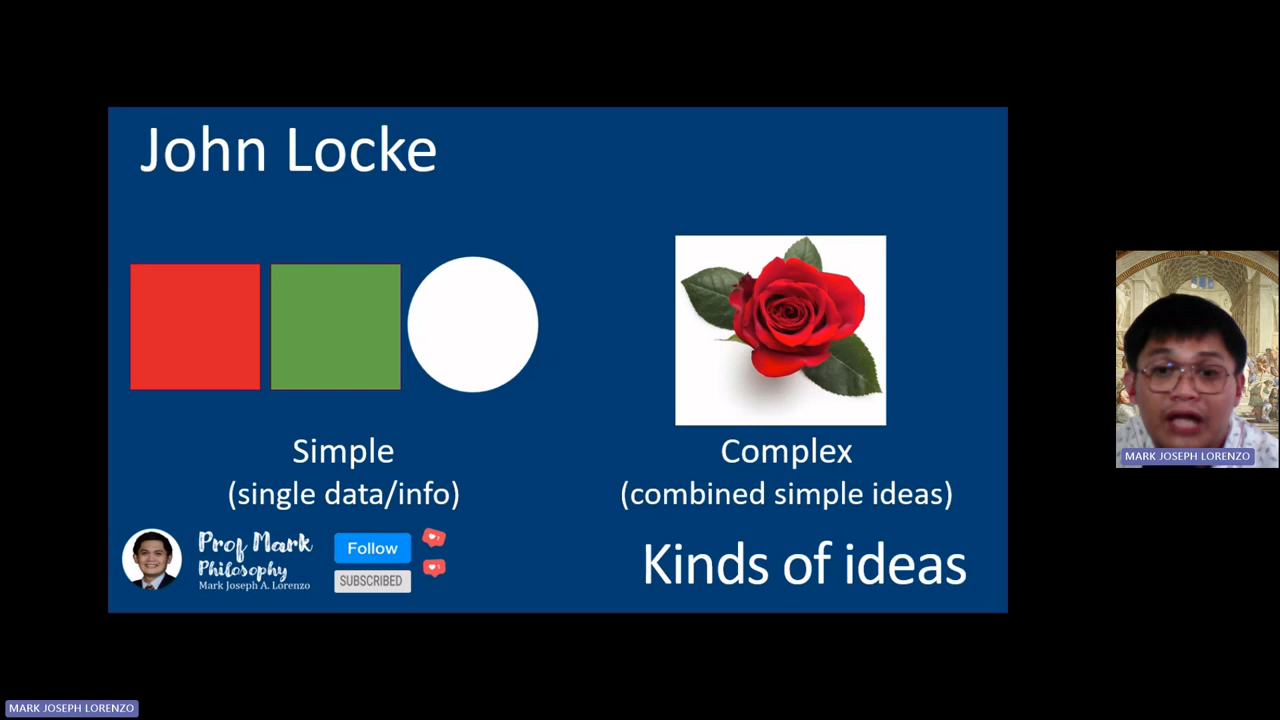 John Locke
Simple
(single data/info)
Complex
(combined simple ideas)
Prof Mark
Philosophy
Mark Joseph A. Lorenzo
Follow
SUBSCRIBED
Kinds of ideas
MARK JOSEPH LORENZO
MARK JOSEPH LORENZO